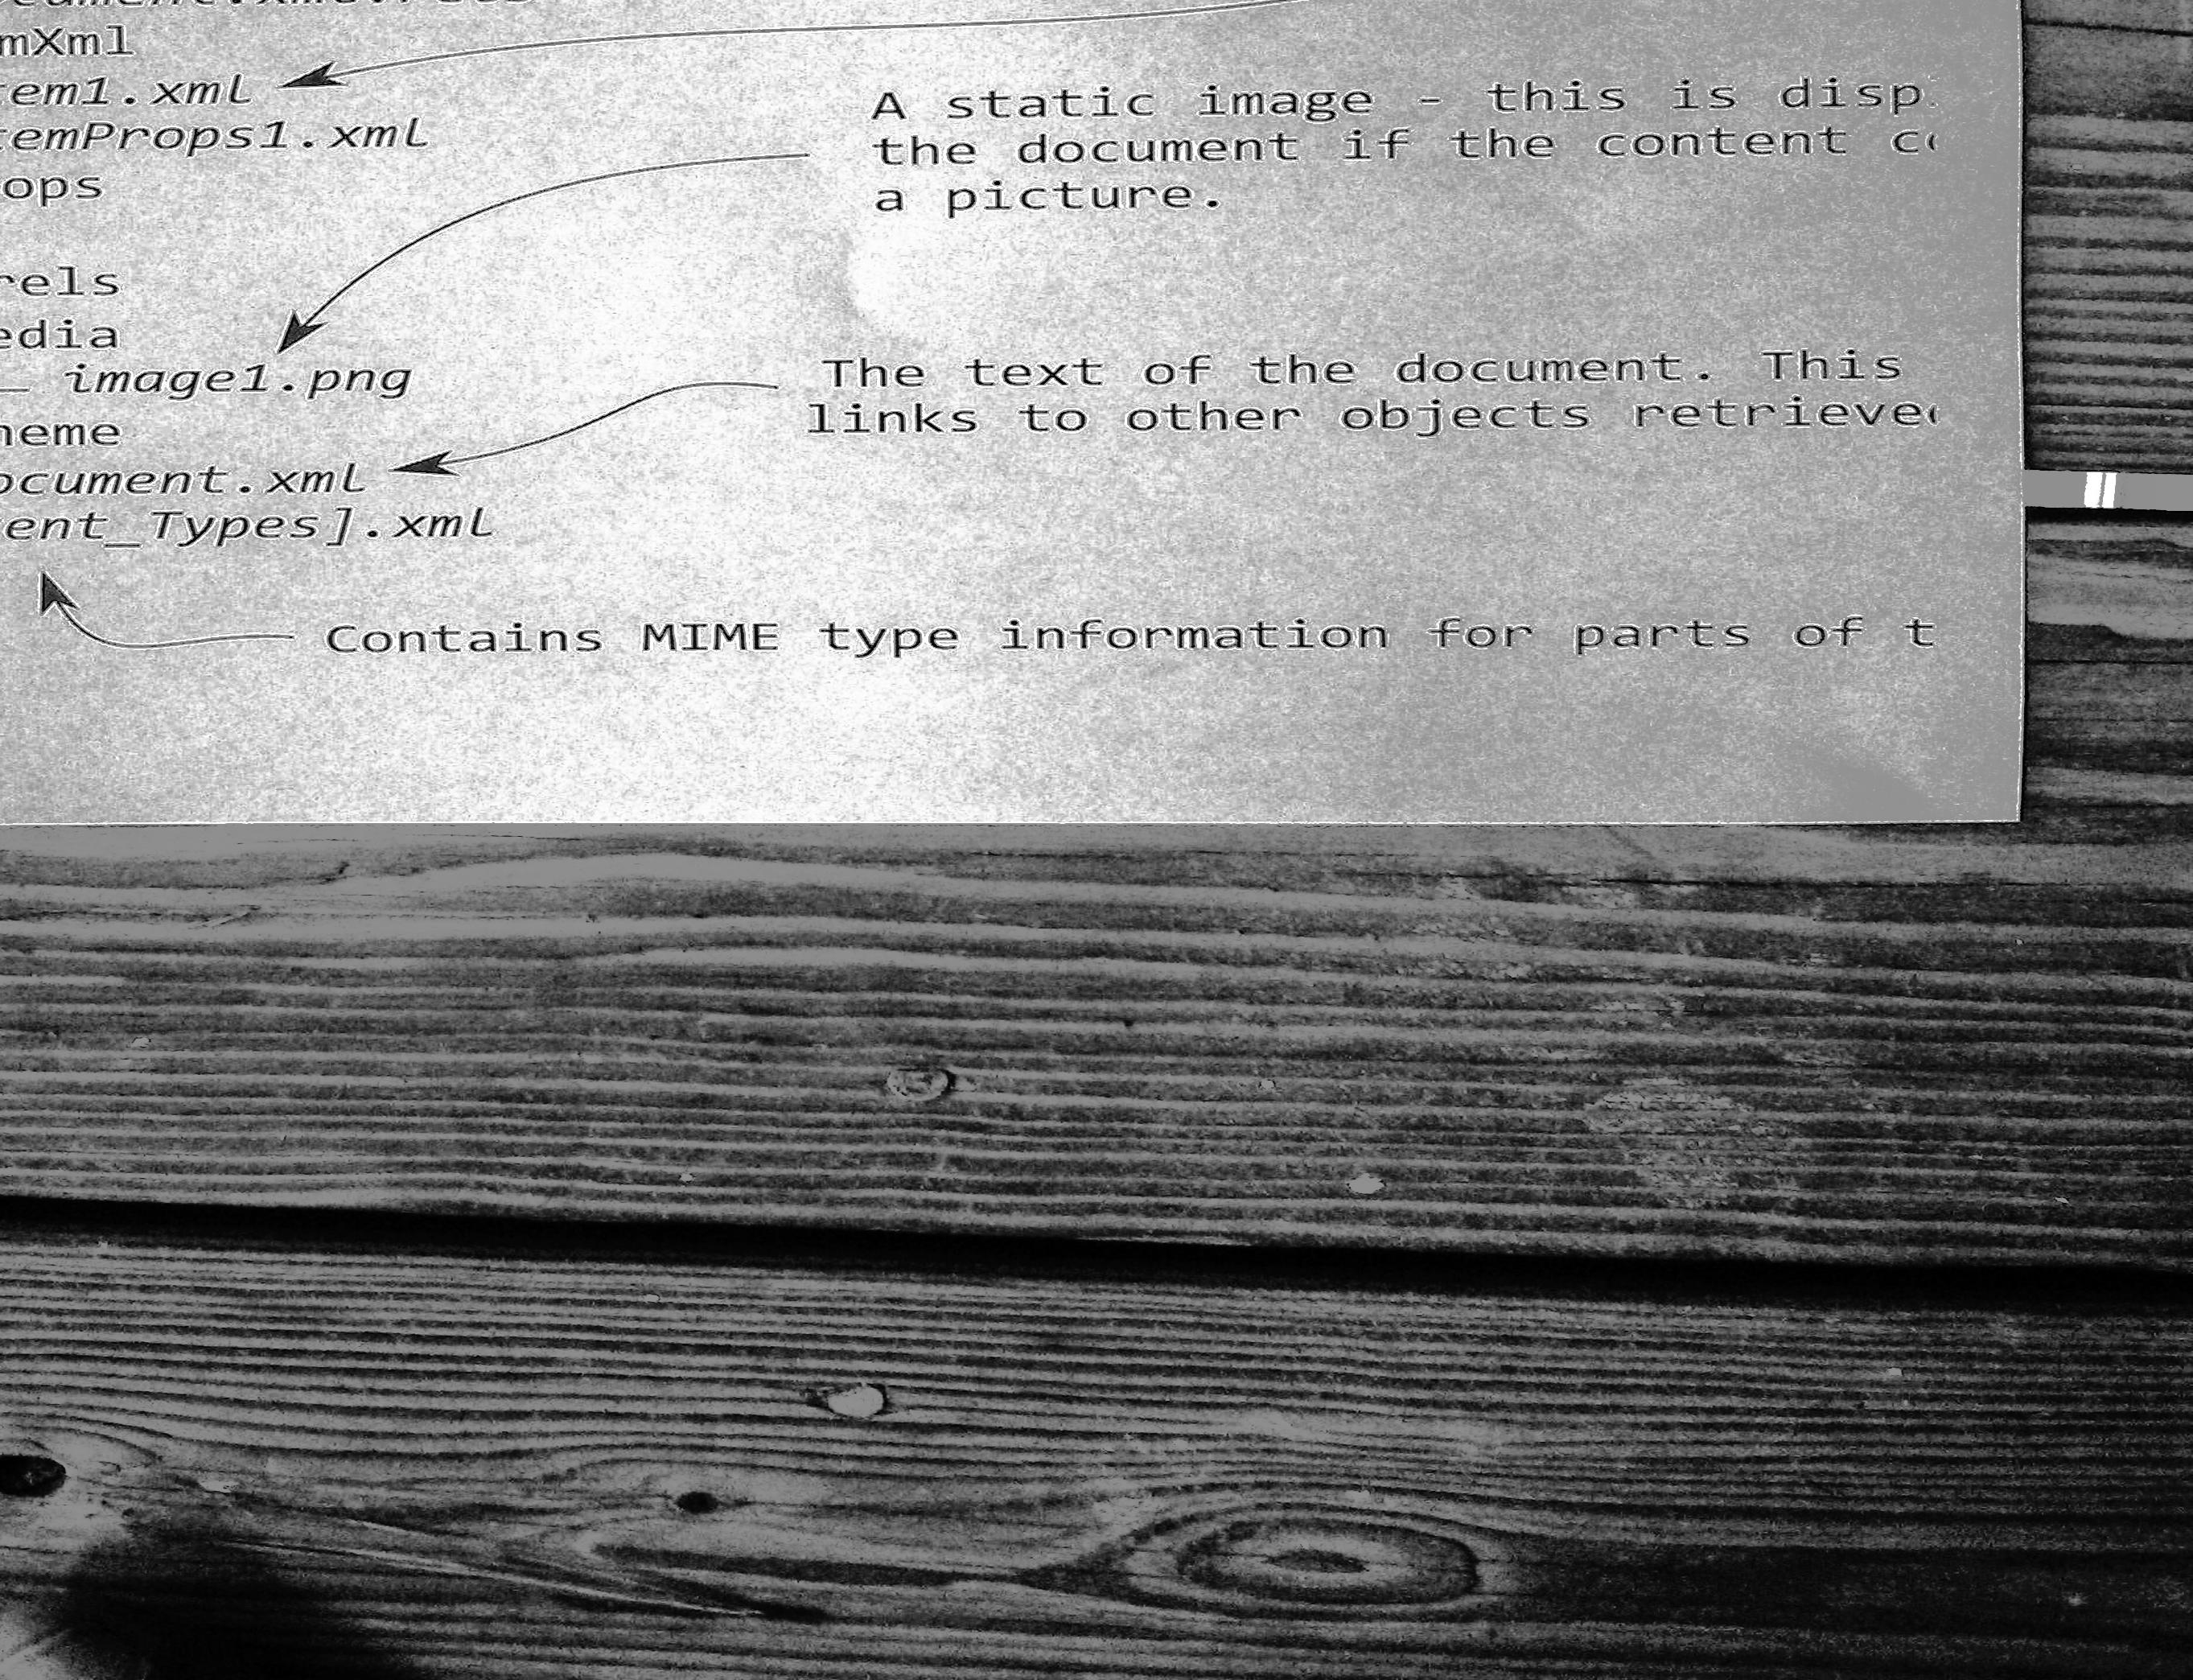 mXml
tem1.xml
temProps1.xml
ops
A static image - this is disp
the document if the content c
a picture.
rels
edia
image1.png
heme
ocument.xml
ent_Types].xml
The text of the document. This
links to other objects retrieve
Contains MIME type information for parts of t